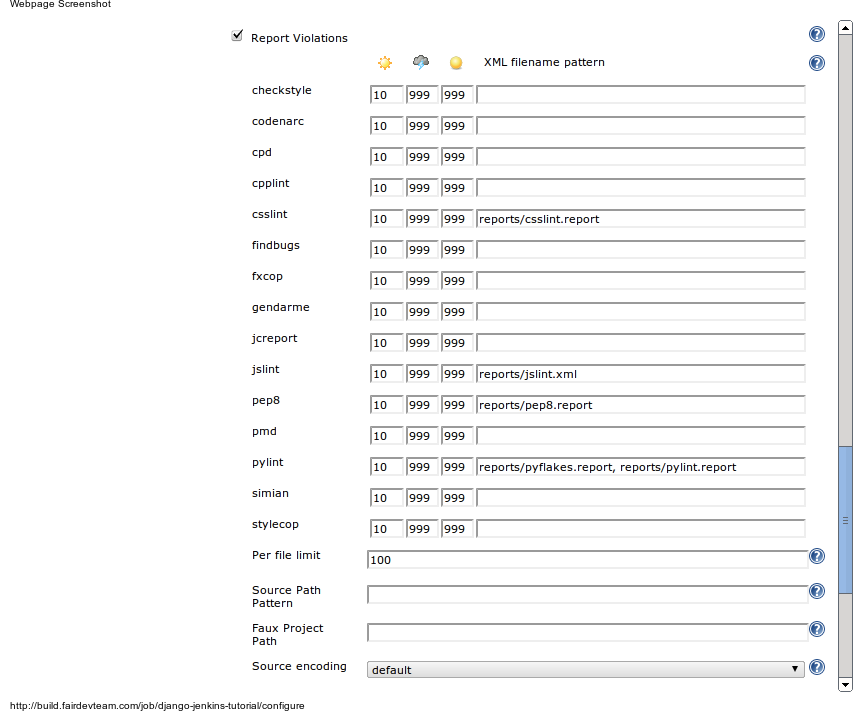 Webpage Screenshot
Report Violations
XML filename pattern
checkstyle 10 999 999
codenarc 10 999 999
cpd 10 999 999
cpplint 10 999 999
csslint 10 999 999 reports/csslint.report
findbugs 10 999 999
fxcop 10 999 999
gendarme 10 999 999
jcreport 10 999 999
jslint 10 999 999 reports/jslint.xml
pep8 10 999 999 reports/pep8.report
pmd 10 999 999
pylint 10 999 999 reports/pyflakes.report, reports/pylint.report
simian 10 999 999
stylecop 10 999 999
Per file limit 100
Source Path
Pattern
Faux Project
Path
Source encoding default
http://build.fairdevteam.com/job/django-jenkins-tutorial/configure